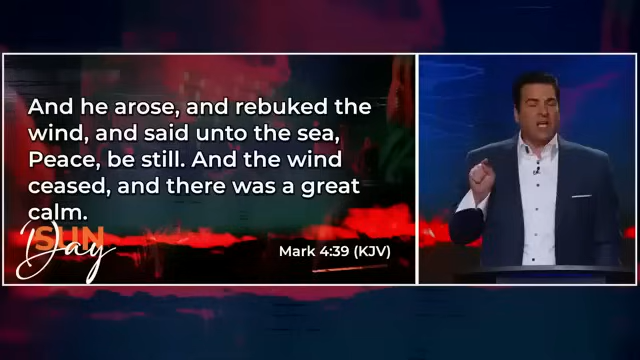 And he arose, and rebuked the
wind, and said unto the sea,
Peace, be still. And the wind
ceased, and there was a great
calm.
SUN
Day
Mark 4:39 (KJV)